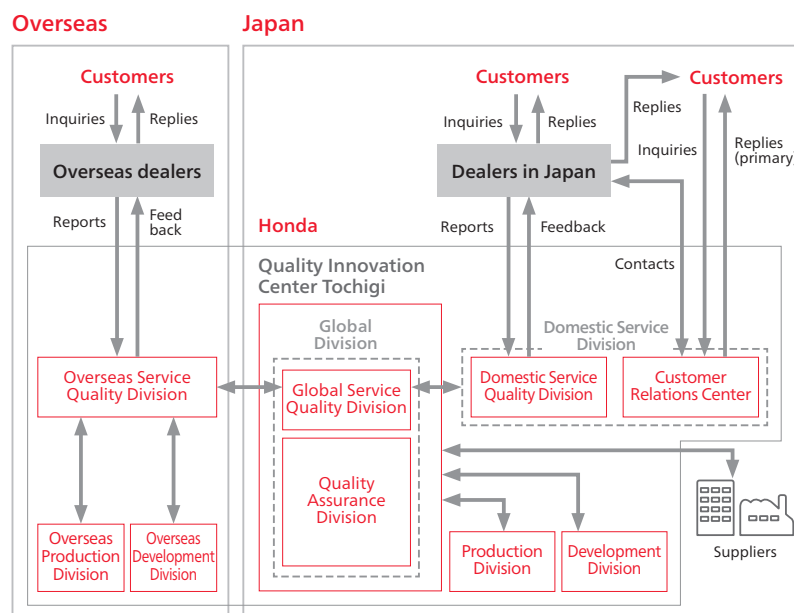 Overseas
Japan
Customers
Inquiries
Replies
Overseas dealers
Reports
Feed
back
Customers
Inquiries
Replies
Dealers in Japan
Replies
Customers
Inquiries
Replies
(primary)
Reports
Feedback
Contacts
Honda
Quality Innovation
Center Tochigi
Global
Division
Domestic Service
Division
Overseas Service
Quality Division
Global Service
Quality Division
Domestic Service
Quality Division
Customer
Relations Center
Quality
Assurance
Division
Overseas
Production
Division
Overseas
Development
Division
Production
Division
Development
Division
Suppliers